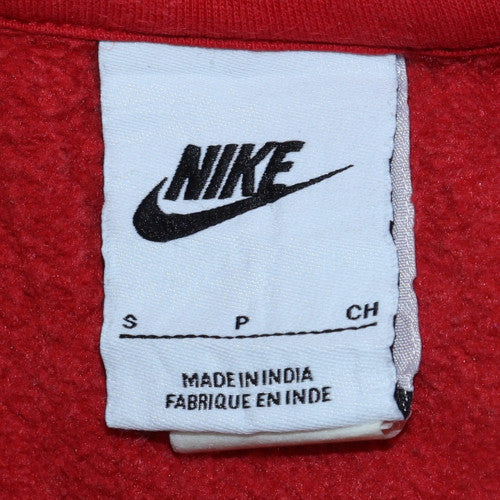 NIKE
S P CH
MADE IN INDIA
FABRIQUE EN INDE